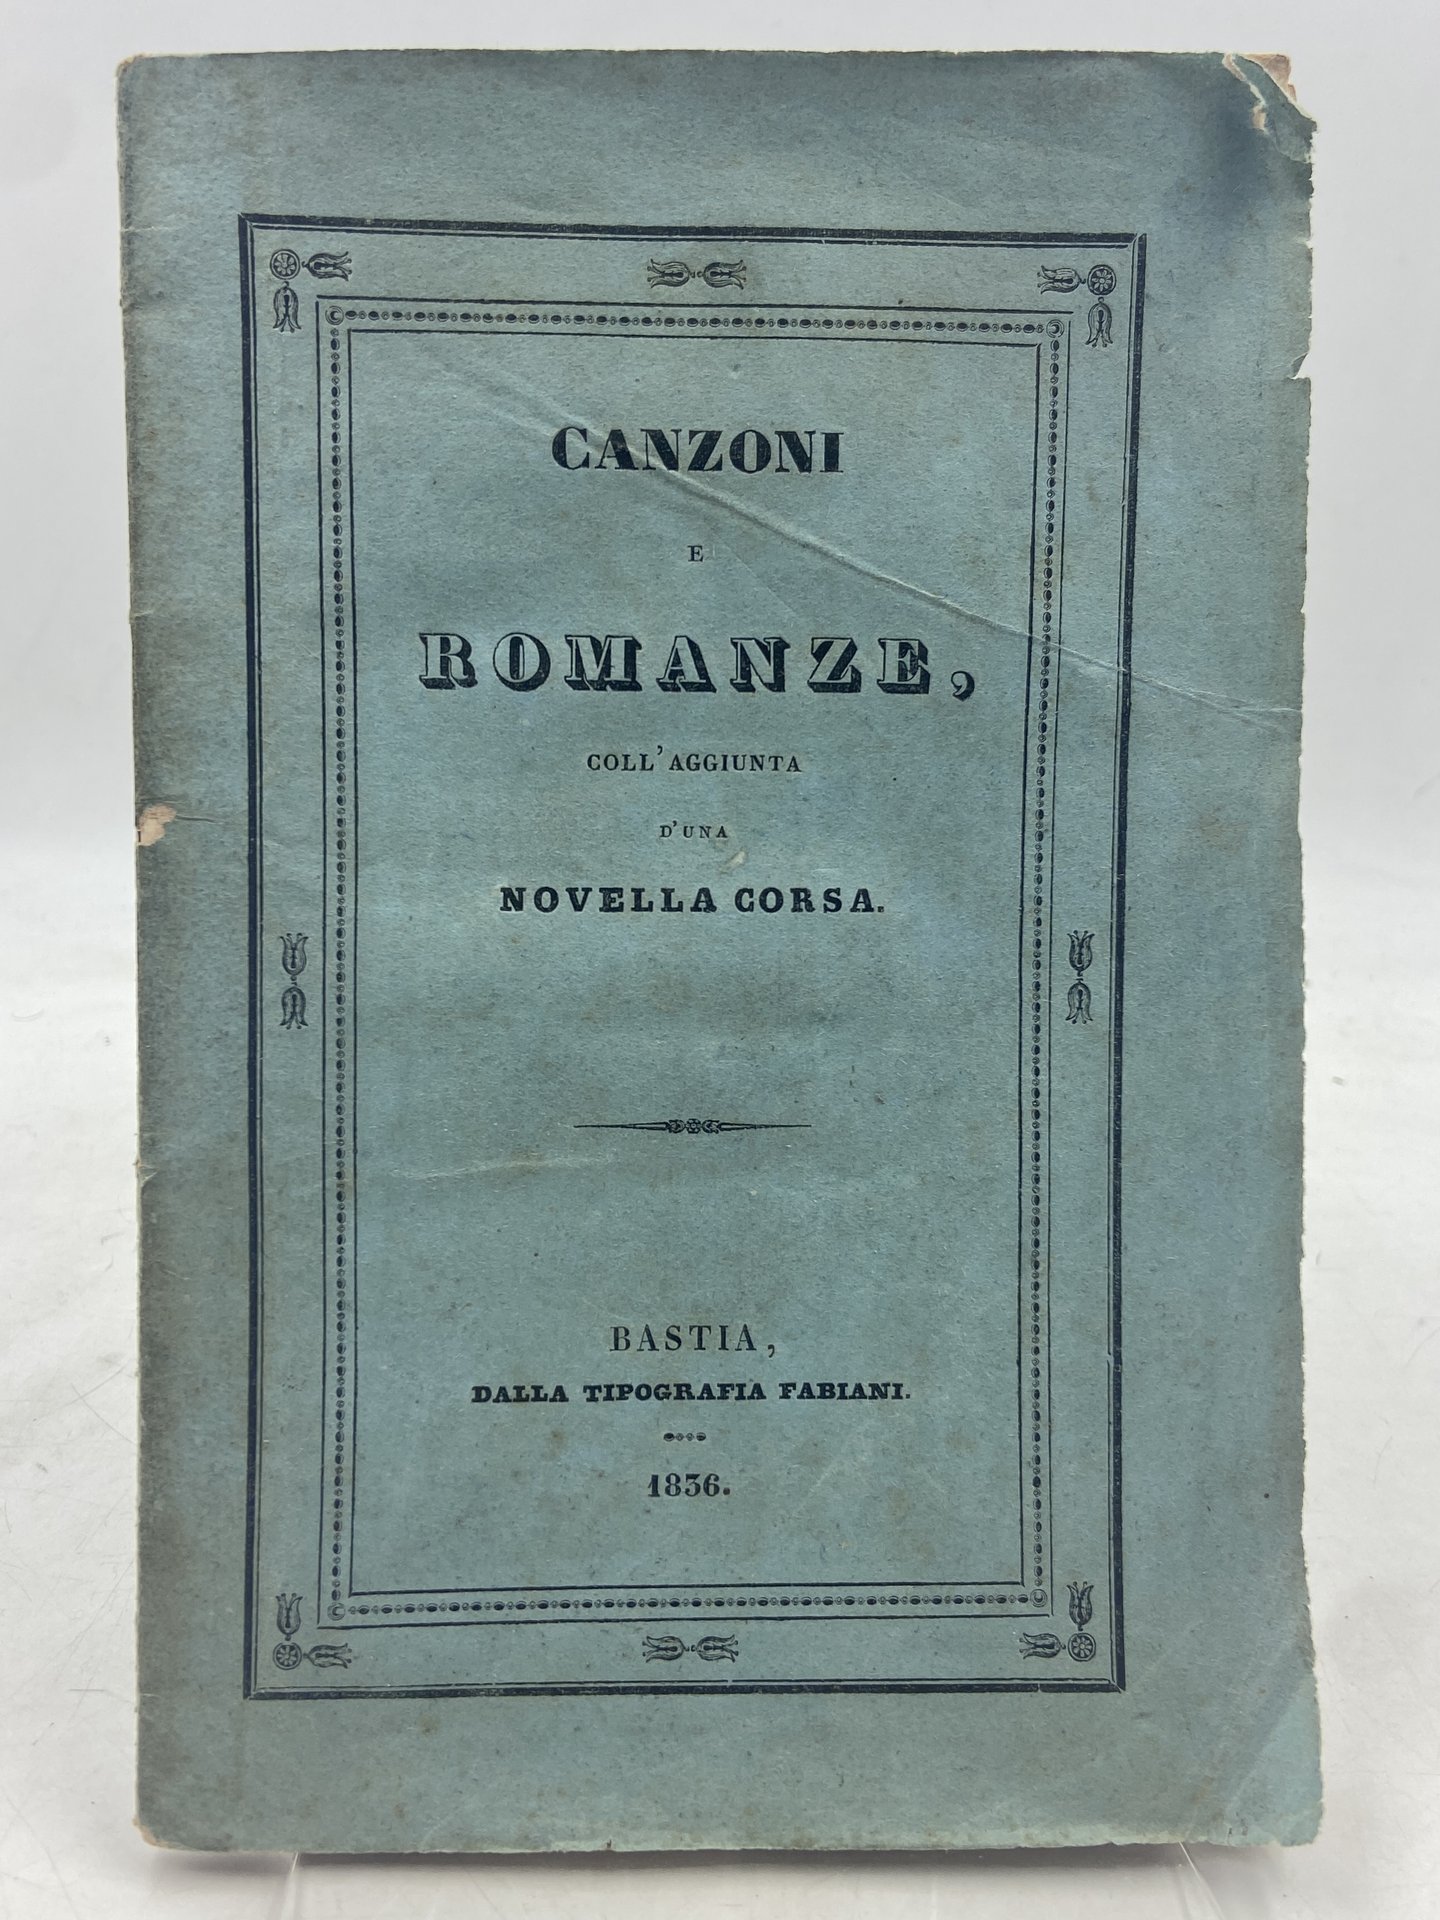 CANZONI
E
ROMANZE,
COLL'AGGIUNTA
D'UNA
NOVELLA CORSA.
BASTIA,
DALLA TIPOGRAFIA FABIANI.
1836.